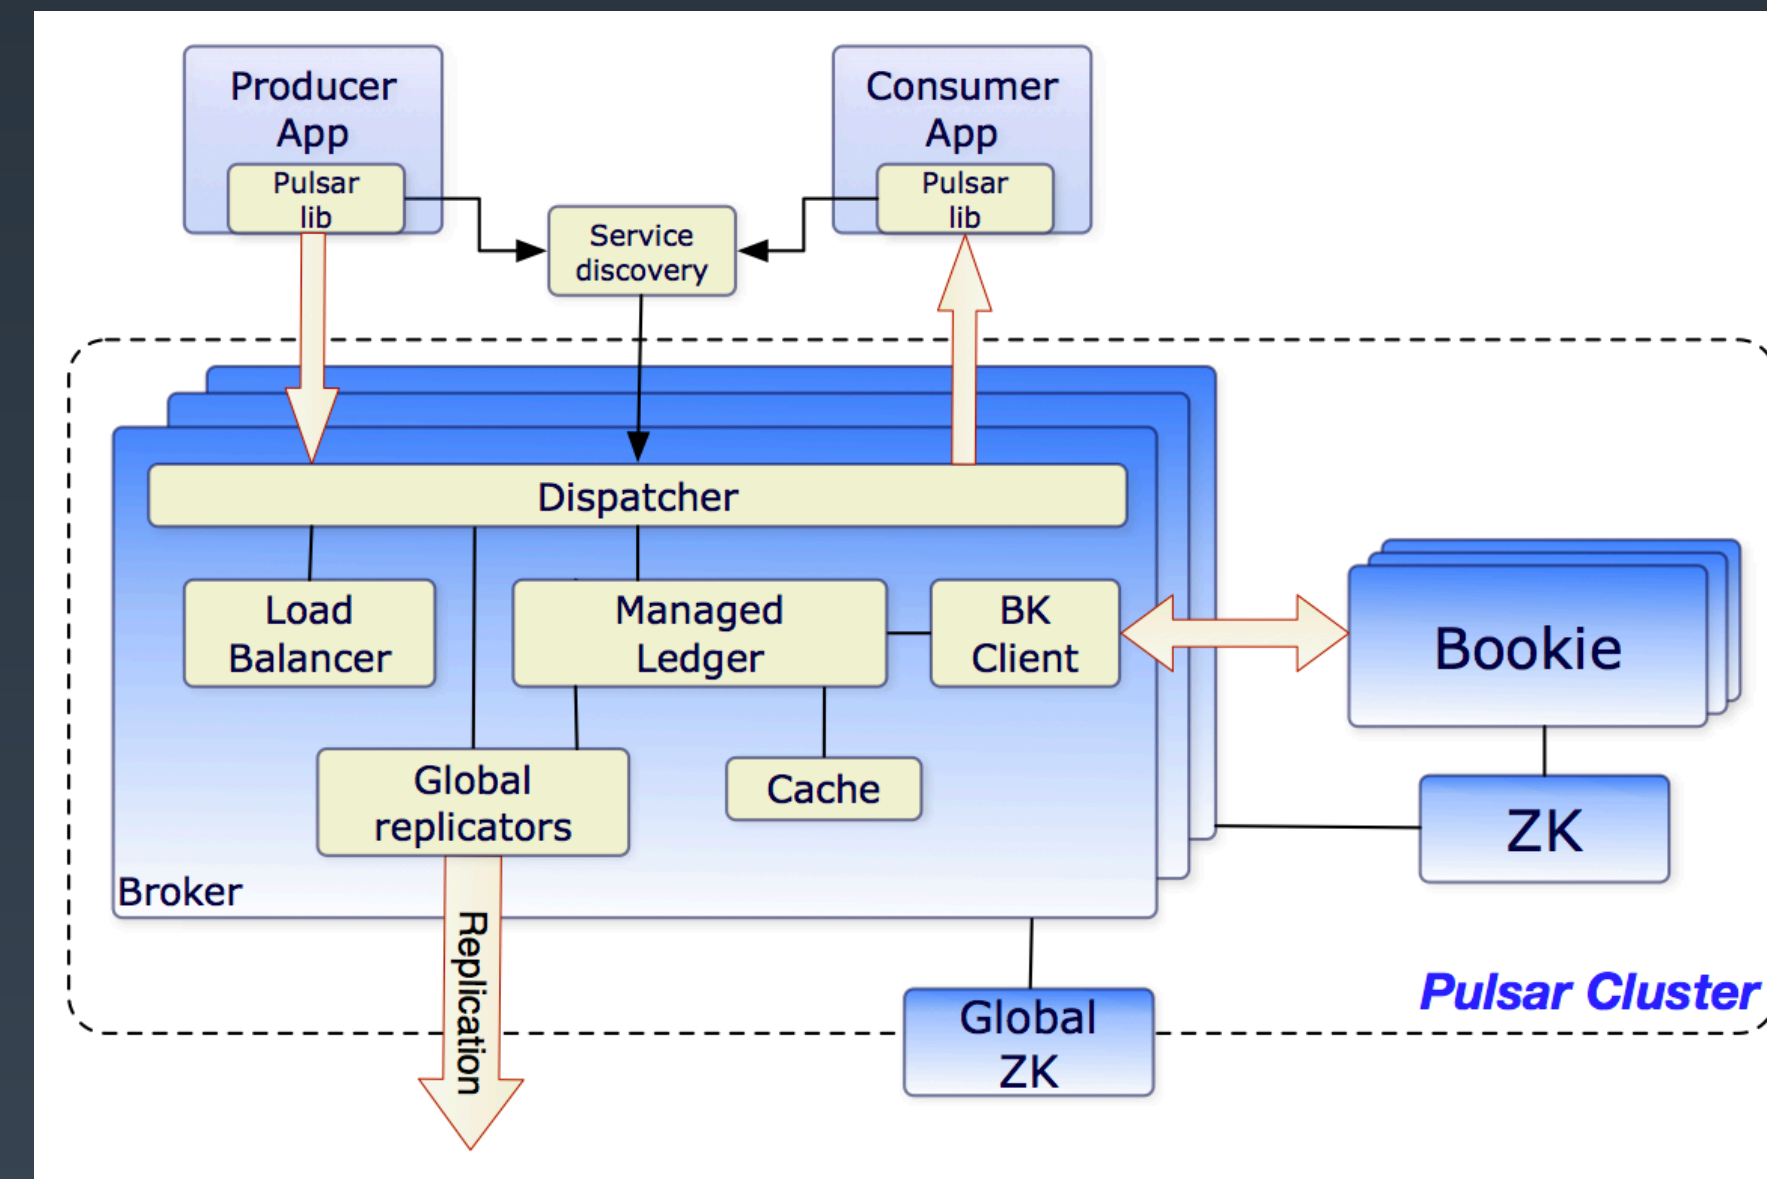 Producer
App
Pulsar
lib
Consumer
App
Pulsar
lib
Service
discovery
Dispatcher
Load
Balancer
Managed
Ledger
BK
Client
Bookie
Global
replicators
Cache
ZK
Broker
Replication
Pulsar Cluster
Global
ZK